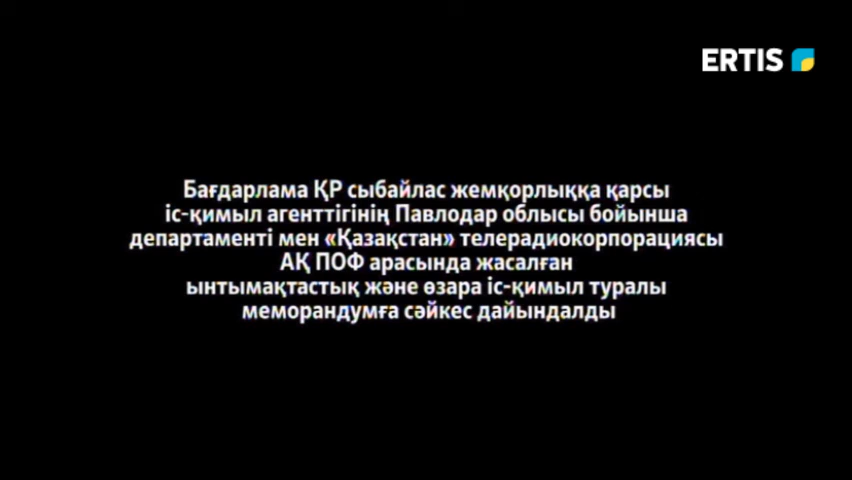 ERTIS
Бағдарлама ҚР сыбайлас жемқорлыққа қарсы
іс-қимыл агенттігінің Павлодар облысы бойынша
департаменті мен «Қазақстан» телерадиокорпорациясы
АҚ ПОФ арасында жасалған
ынтымақтастық және өзара іс-қимыл туралы
меморандумға сәйкес дайындалды